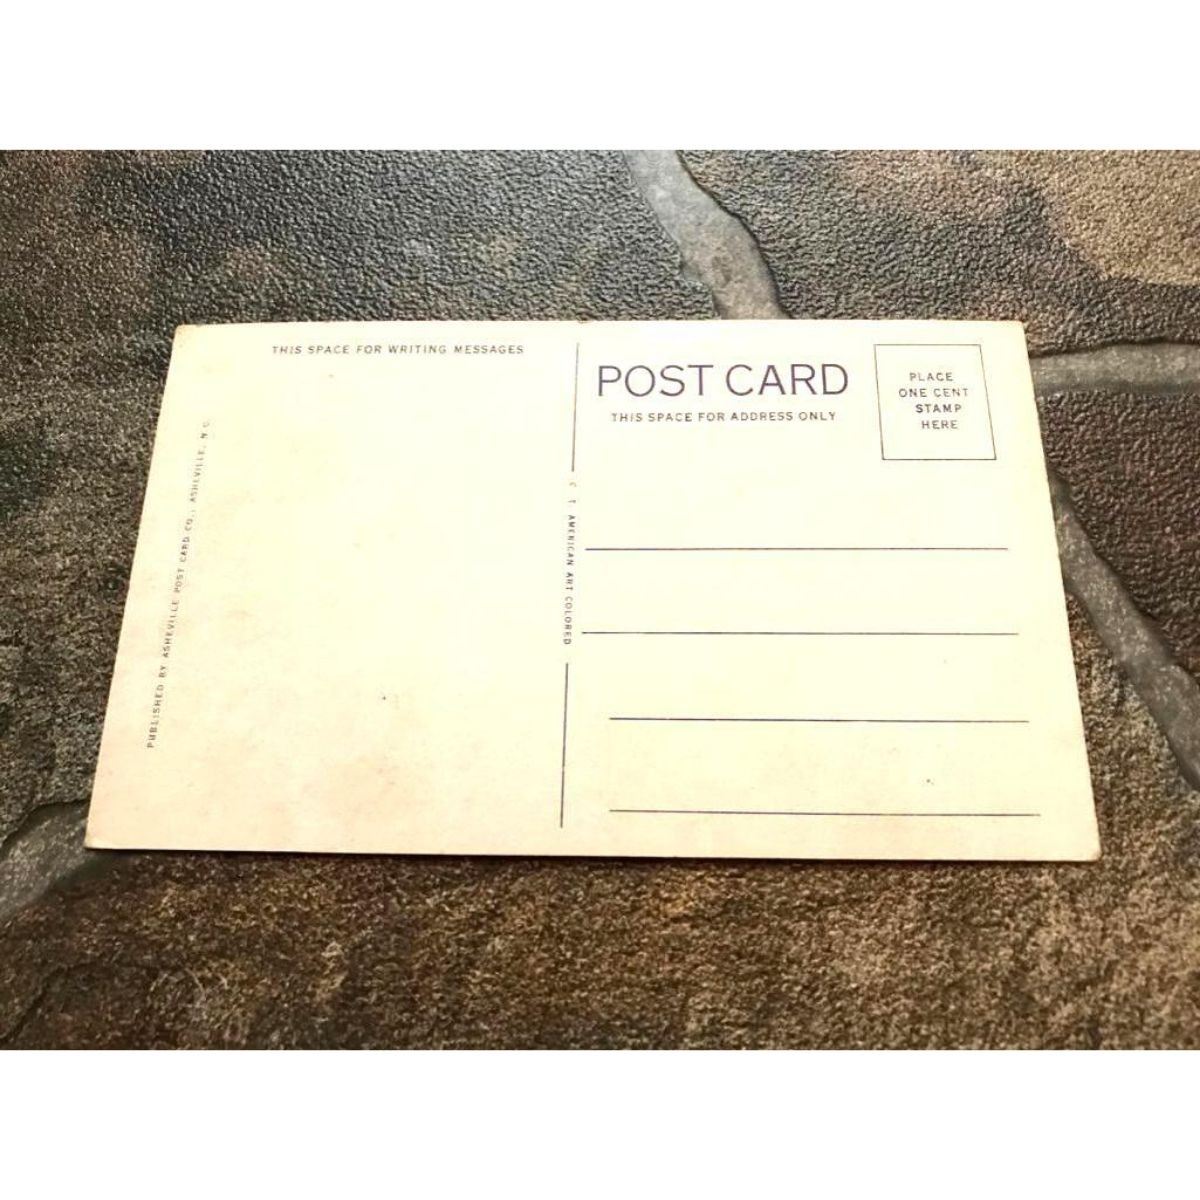 THIS SPACE FOR WRITING MESSAGES
PUBLISHED BY ASHEVILLE POST CARD CO., ASHEVILLE, N.C.
C. T. AMERICAN ART COLORED
POST CARD
THIS SPACE FOR ADDRESS ONLY
PLACE
ONE CENT
STAMP
HERE